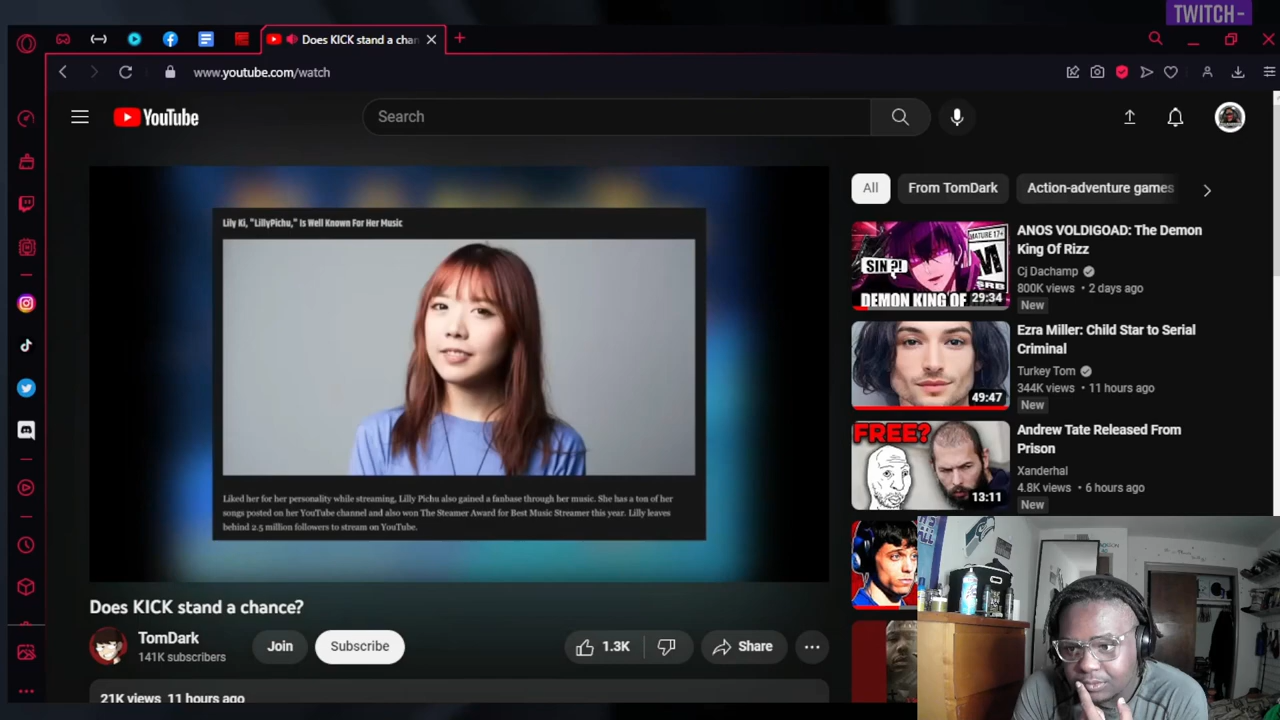 TWITCH -
Does KICK stand a chan
www.youtube.com/watch
YouTube
Search
All
From TomDark
Action-adventure games
Lily Ki, "LillyPichu," Is Well Known For Her Music
Liked her for her personality while streaming, Lilly Pichu also gained a fanbase through her music. She has a ton of her
songs posted on her YouTube channel and also won The Steamer Award for Best Music Streamer this year. Lilly leaves
behind 2.5 million followers to stream on YouTube.
SIN ?!
MATURE 17+
DEMON KING OF
29:34
ANOS VOLDIGOAD: The Demon
King Of Rizz
Cj Dachamp
800K views • 2 days ago
New
49:47
Ezra Miller: Child Star to Serial
Criminal
Turkey Tom
344K views • 11 hours ago
New
FREE?
13:11
Andrew Tate Released From
Prison
Xanderhal
4.8K views • 6 hours ago
New
Does KICK stand a chance?
TomDark
141K subscribers
Join
Subscribe
1.3K
Share
21K views 11 hours ago